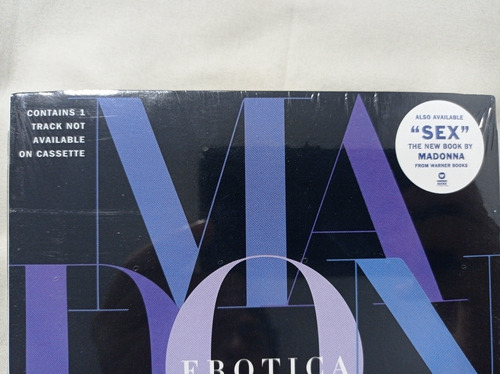 CONTAINS 1
TRACK NOT
AVAILABLE
ON CASSETTE
ALSO AVAILABLE
"SEX"
THE NEW BOOK BY
MADONNA
FROM WARNER BOOKS
MA
DON
EROTICA